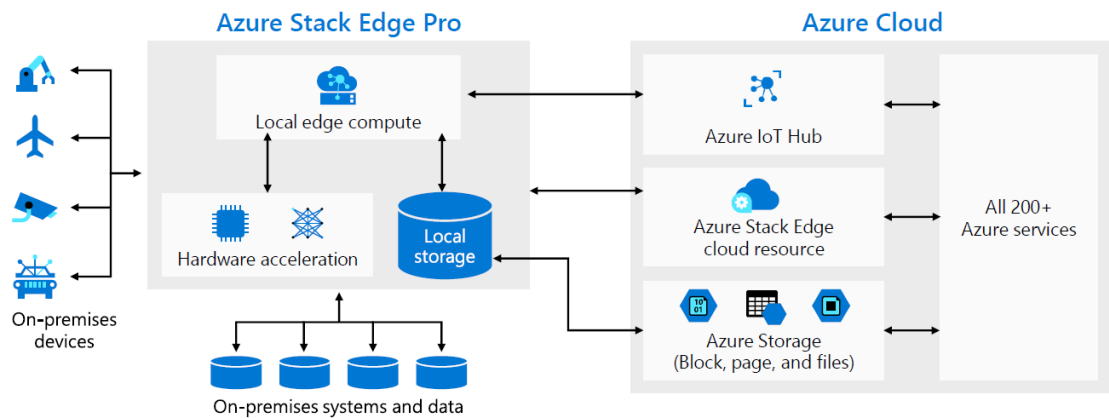 Azure Stack Edge Pro
Azure Cloud
Local edge compute
Hardware acceleration
Local
storage
On-premises
devices
On-premises systems and data
Azure IoT Hub
Azure Stack Edge
cloud resource
10
01
Azure Storage
(Block, page, and files)
All 200+
Azure services